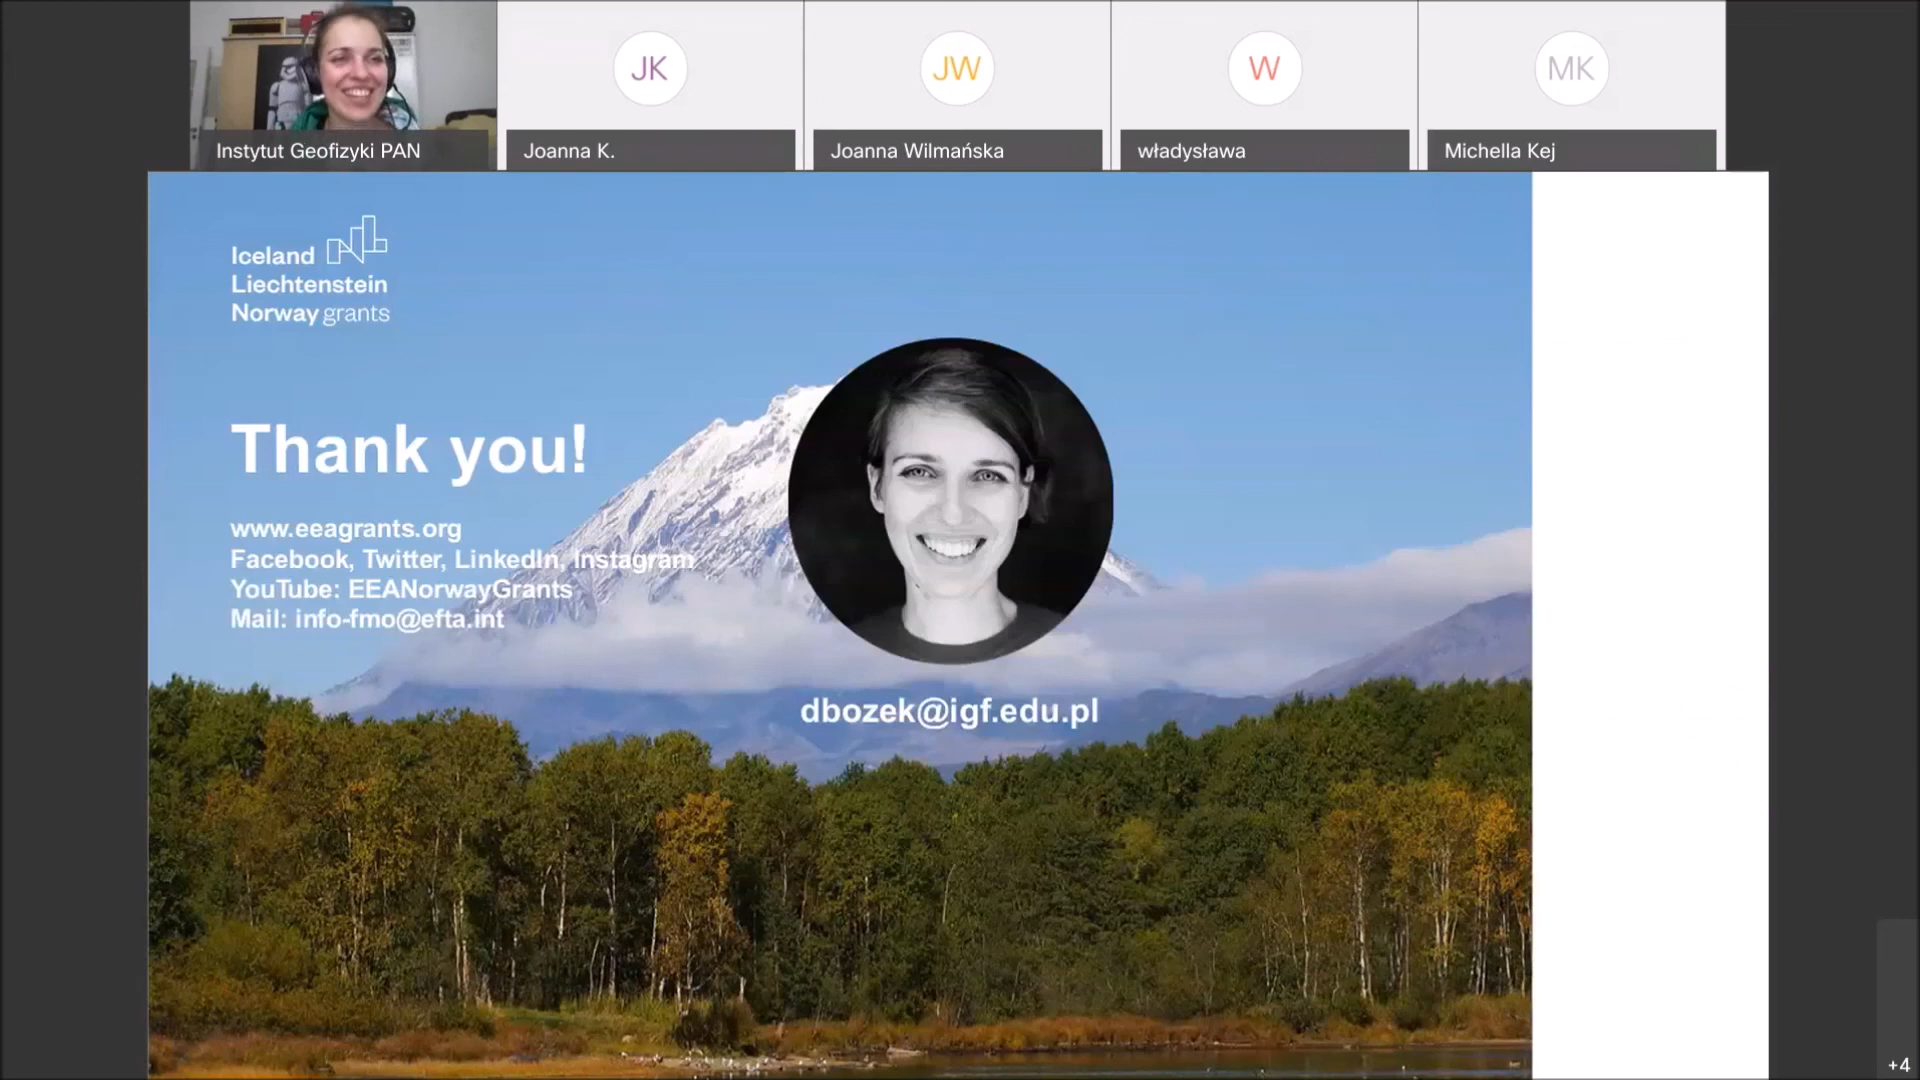 JK
JW
W
MK
Instytut Geofizyki PAN
Joanna K.
Joanna Wilmańska
władysława
Michella Kej
Iceland
Liechtenstein
Norway grants
Thank you!
www.eeagrants.org
Facebook, Twitter, LinkedIn, Instagram
YouTube: EEANorwayGrants
Mail: info-fmo@efta.int
dbozek@igf.edu.pl
+4